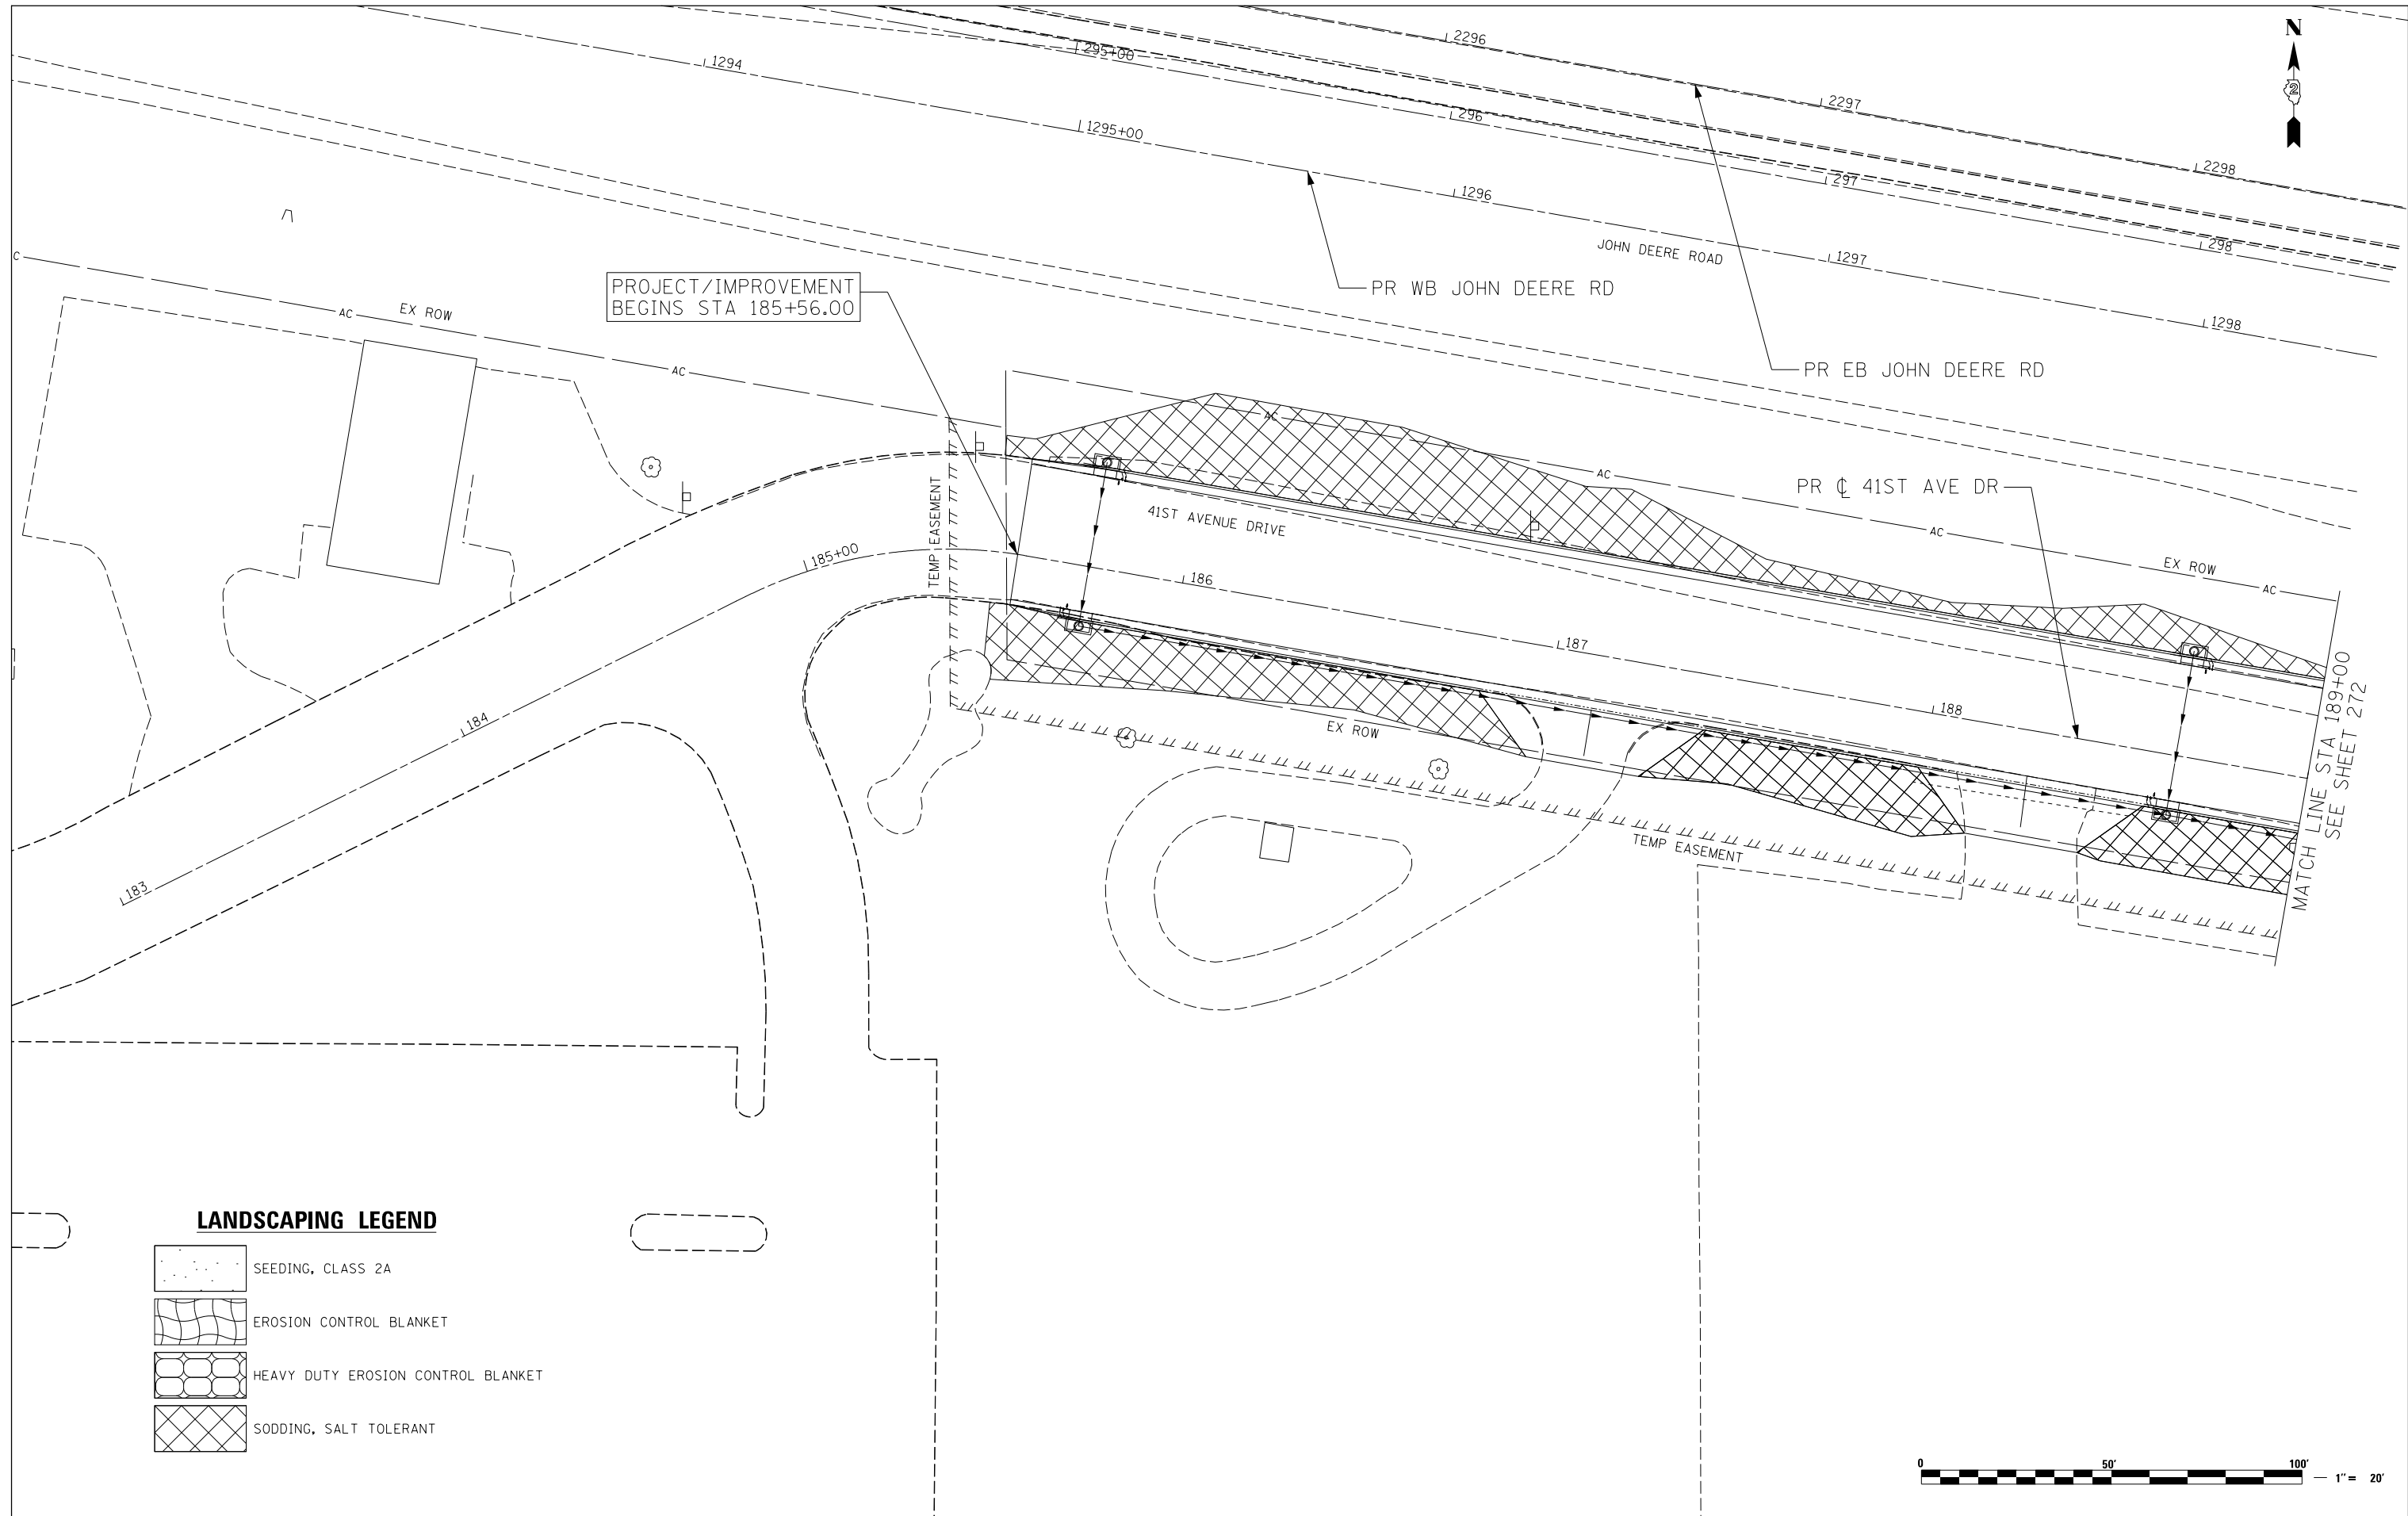 2296
N
295+00
1294
2
2297
296
1295+00
2298
297
1296
298
JOHN DEERE ROAD
1297
C
PROJECT/IMPROVEMENT
BEGINS STA 185+56.00
PR WB JOHN DEERE RD
AC
EX ROW
1298
AC
PR EB JOHN DEERE RD
AC
AC
PR ℄ 41ST AVE DR
41ST AVENUE DRIVE
TEMP EASEMENT
AC
185+00
EX ROW
186
AC
187
184
188
EX ROW
MATCH LINE STA 189+00
SEE SHEET 272
TEMP EASEMENT
183
LANDSCAPING LEGEND
SEEDING, CLASS 2A
EROSION CONTROL BLANKET
HEAVY DUTY EROSION CONTROL BLANKET
SODDING, SALT TOLERANT
0 50' 100'
1" = 20'